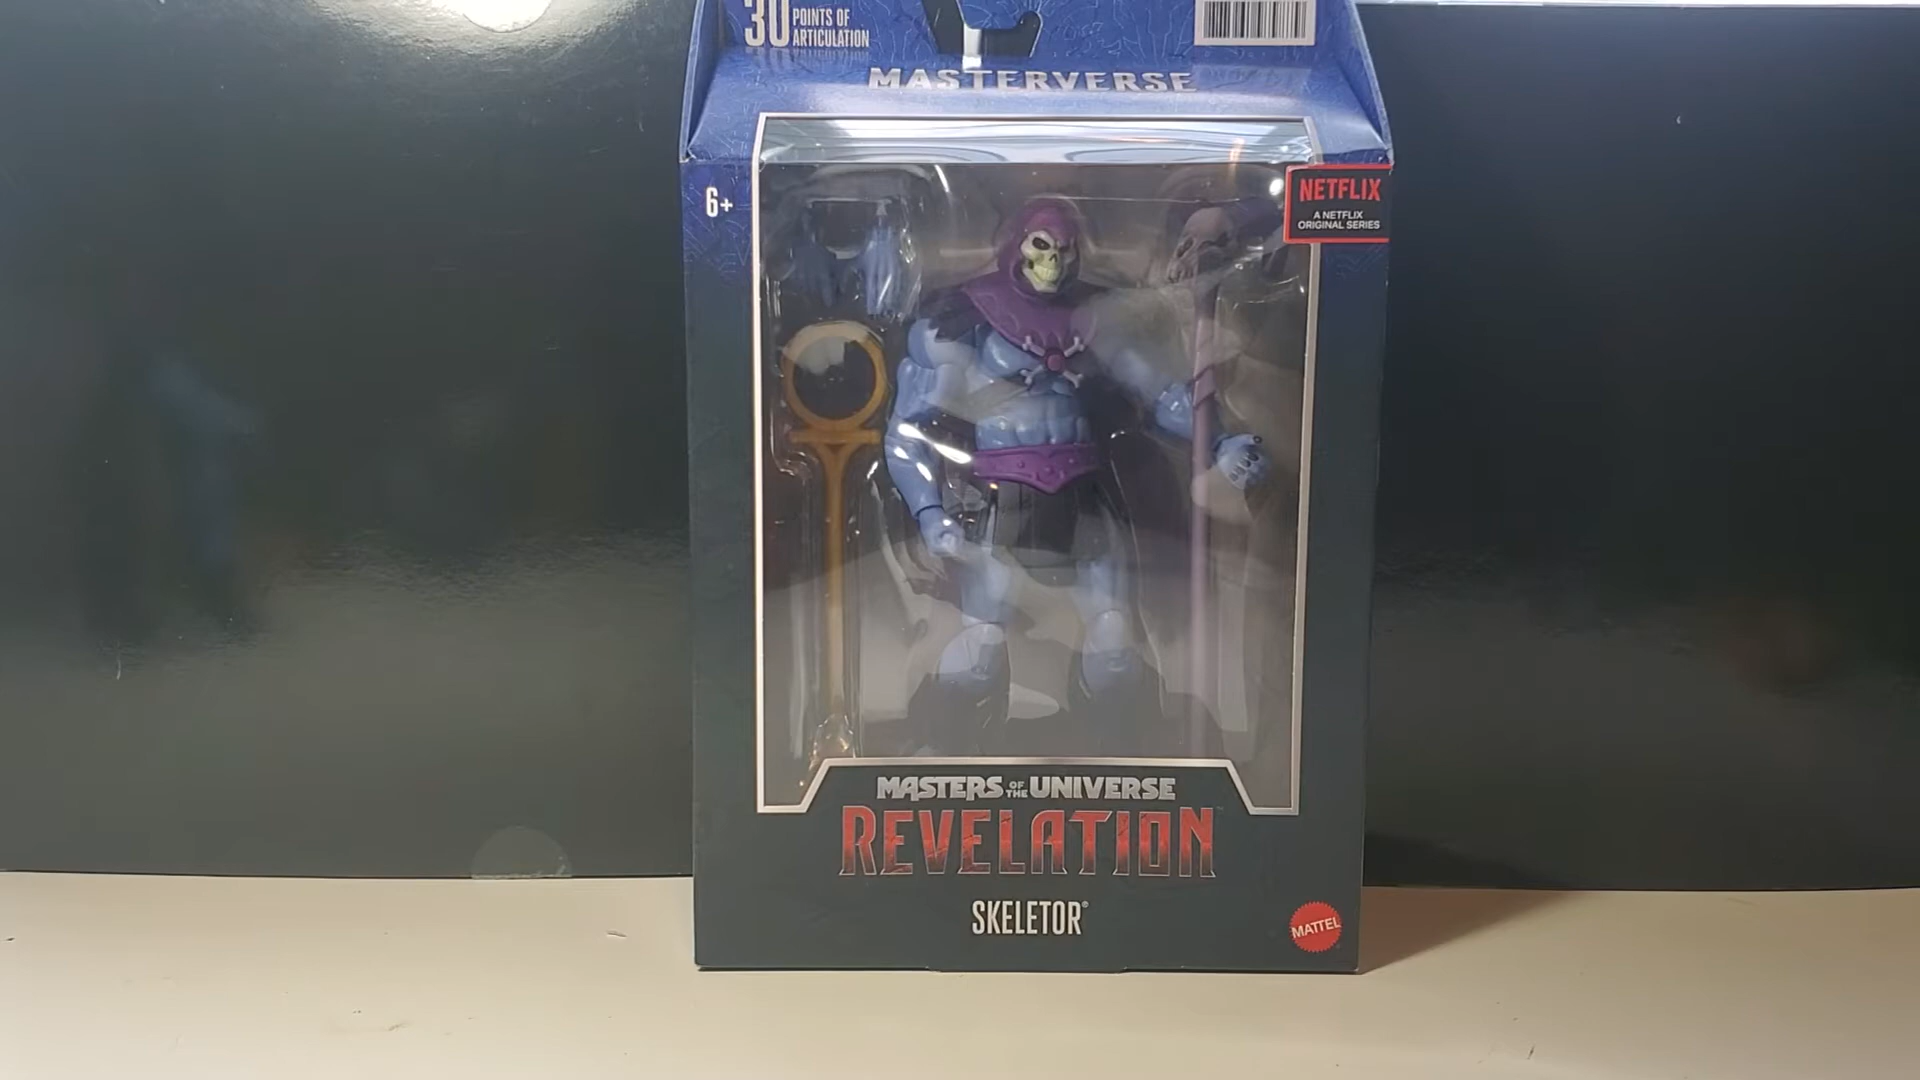 30 POINTS OF
ARTICULATION
MASTERVERSE
6+
NETFLIX
A NETFLIX
ORIGINAL SERIES
MASTERS OF THE UNIVERSE
REVELATION
SKELETOR®
MATTEL